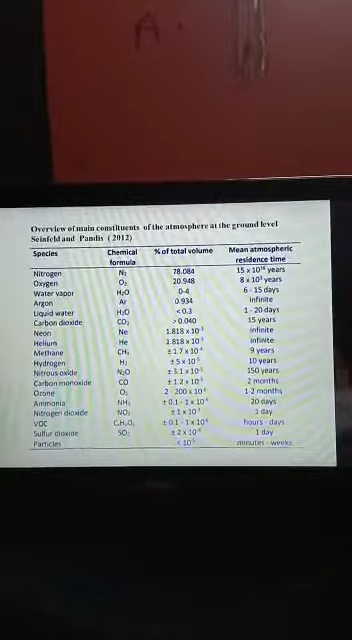 A.
Overview of main constituents of the atmosphere at the ground level
Seinfeld and Pandis (2012)
Species Chemical formula % of total volume Mean atmospheric residence time
Nitrogen N₂ 78.084 years
Oxygen O₂ 20.948 years
Water vapor H₂O 0-4 6 - 15 days
Argon Ar 0.934 infinite
Liquid water H₂O <0.3 1 - 20 days
Carbon dioxide CO₂ >0.040 15 years
Neon Ne infinite
Helium He infinite
Methane CH₄ 9 years
Hydrogen H₂ 10 years
Nitrous oxide N₂O 150 years
Carbon monoxide CO 2 months
Ozone O₃ months
Ammonia 20 days
Nitrogen dioxide 1 day
VOC hours - days
Sulfur dioxide SO₂ 1 day
Particles minutes - weeks